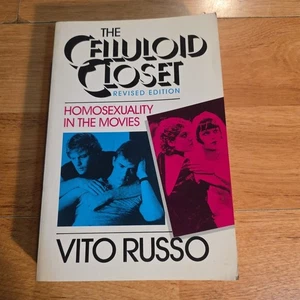 THE
CELLULOID
CLOSET
REVISED EDITION
HOMOSEXUALITY
IN THE MOVIES
VITO RUSSO